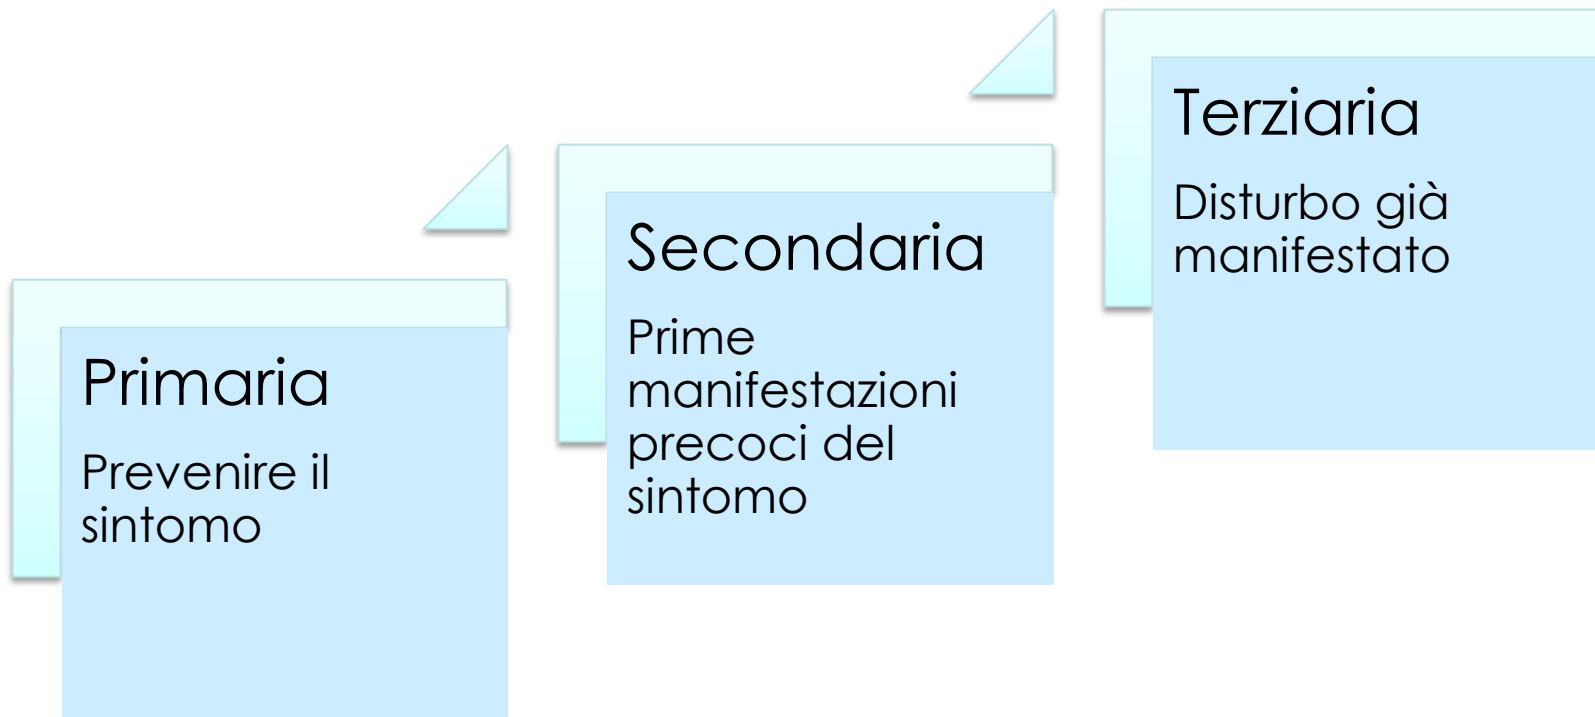 Primaria
Prevenire il
sintomo
Secondaria
Prime
manifestazioni
precoci del
sintomo
Terziaria
Disturbo già
manifestato